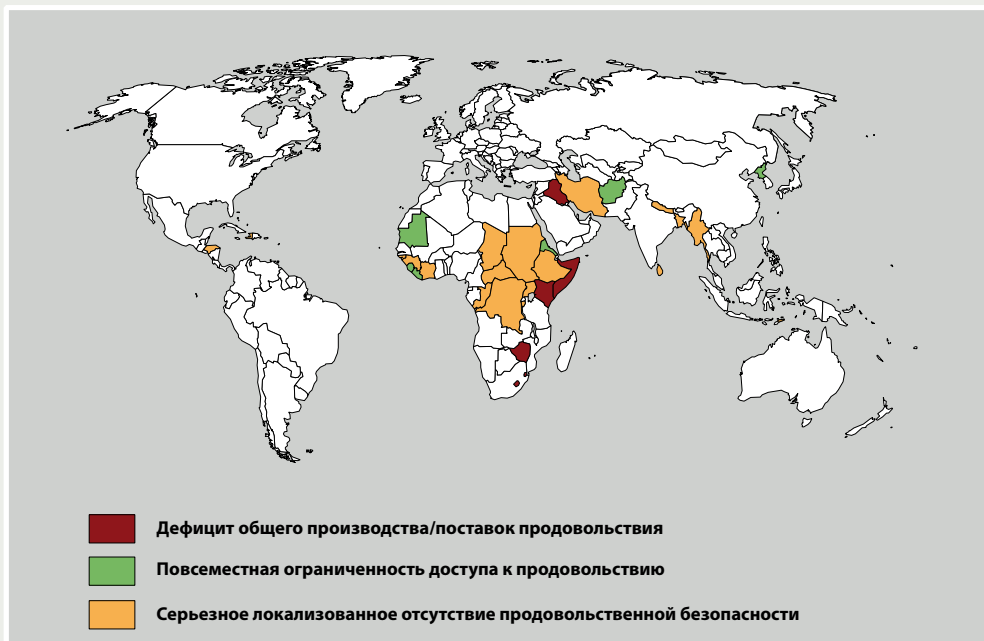 Дефицит общего производства/поставок продовольствия
Повсеместная ограниченность доступа к продовольствию
Серьезное локализованное отсутствие продовольственной безопасности